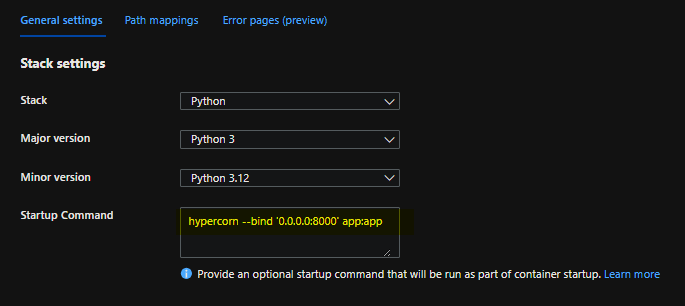 General settings Path mappings Error pages (preview)
Stack settings
Stack Python
Major version Python 3
Minor version Python 3.12
Startup Command hypercorn --bind '0.0.0.0:8000' app:app
Provide an optional startup command that will be run as part of container startup. Learn more